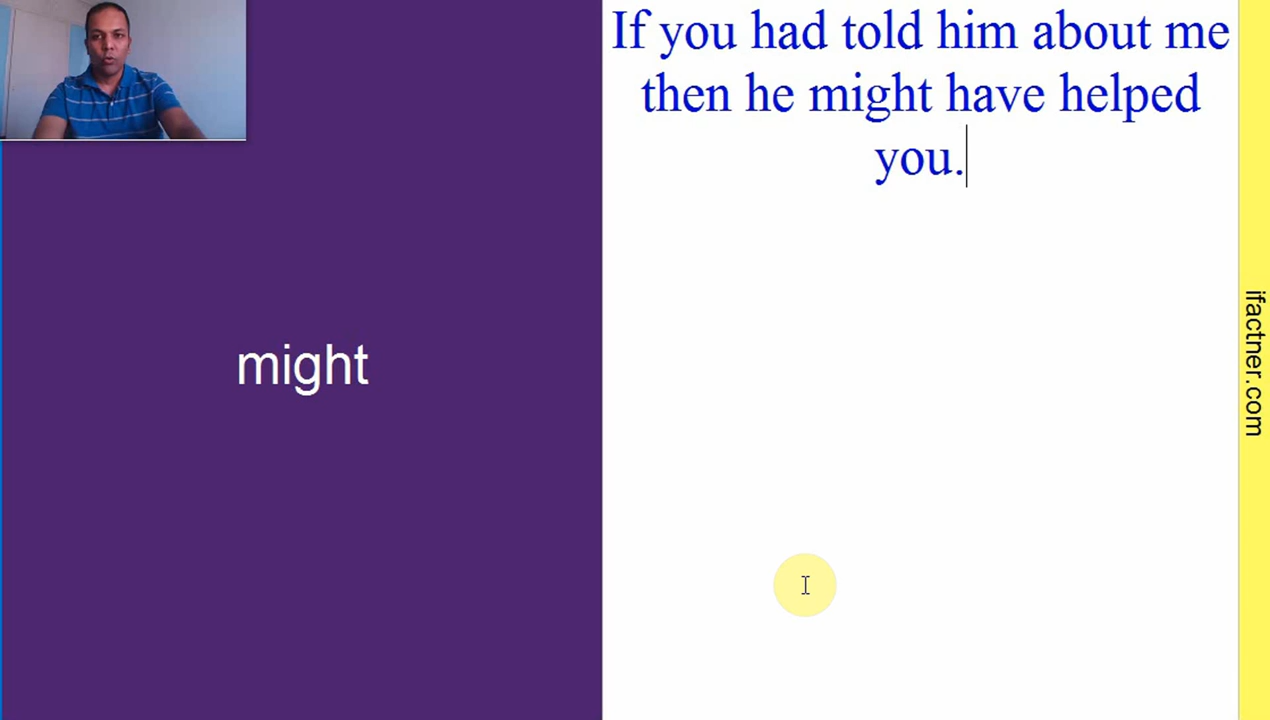 If you had told him about me
then he might have helped
you.
might
ifactner.com